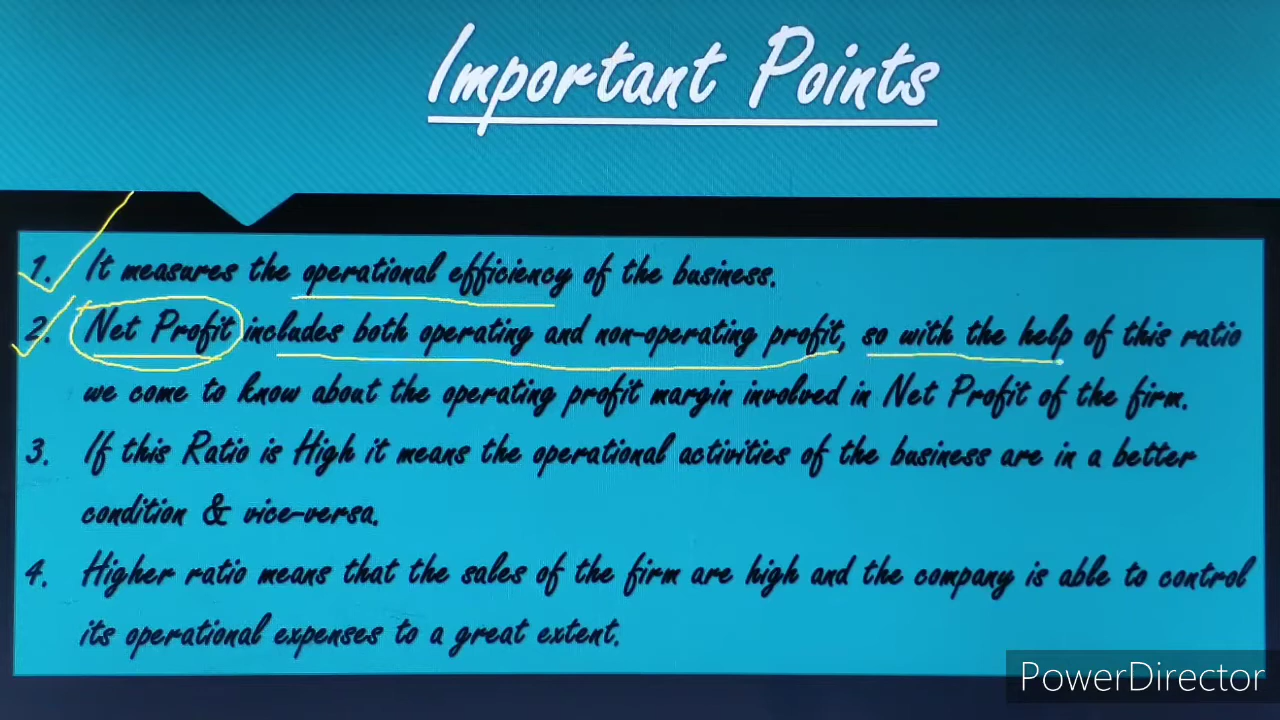 Important Points
1. It measures the operational efficiency of the business.
2. Net Profit includes both operating and non-operating profit, so with the help of this ratio
we come to know about the operating profit margin involved in Net Profit of the firm.
3. If this Ratio is High it means the operational activities of the business are in a better
condition & vice-versa.
4. Higher ratio means that the sales of the firm are high and the company is able to control
its operational expenses to a great extent.
PowerDirector